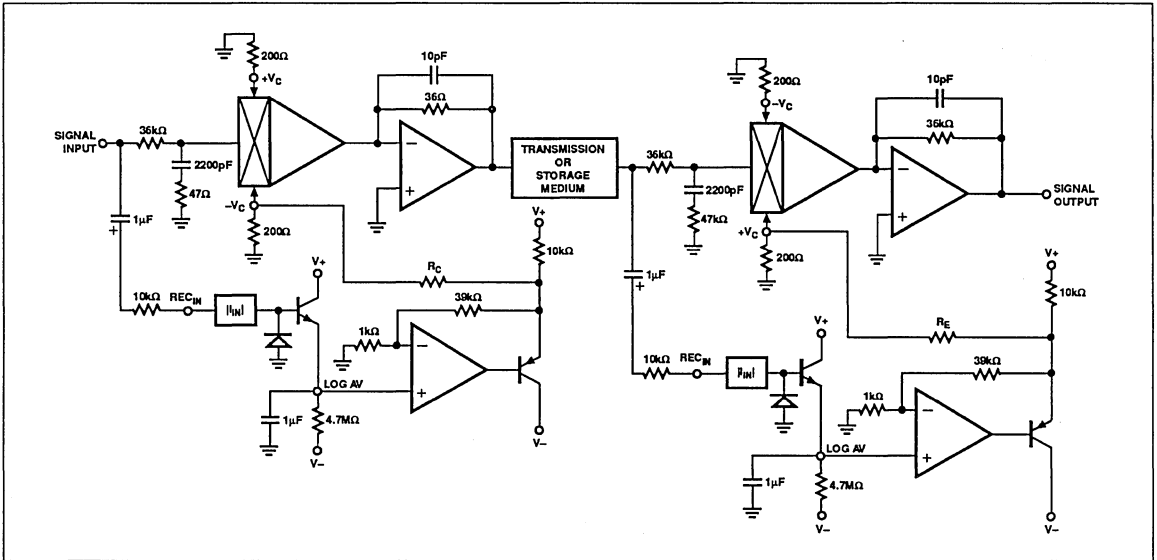 200Ω
+VC
10pF
36Ω
SIGNAL
INPUT
36kΩ
2200pF
47Ω
−VC
200Ω
1µF
+
−
+
TRANSMISSION
OR
STORAGE
MEDIUM
V+
10kΩ
RC
39kΩ
1kΩ
V+
10kΩ
RECIN
|IIN|
LOG AV
−
+
1µF
4.7MΩ
V−
V−
200Ω
−VC
10pF
36kΩ
36kΩ
2200pF
47kΩ
+VC
200Ω
1µF
+
−
+
SIGNAL
OUTPUT
V+
10kΩ
RE
39kΩ
1kΩ
V+
10kΩ
RECIN
|IIN|
LOG AV
−
+
1µF
4.7MΩ
V−
V−